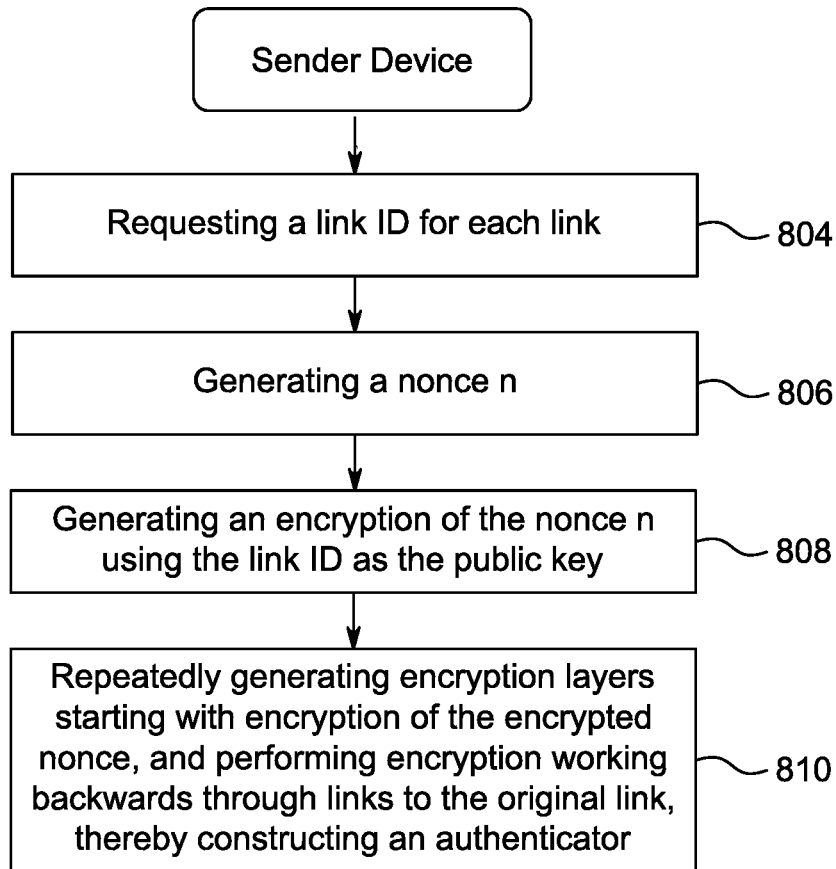 Sender Device
Requesting a link ID for each link
804
Generating a nonce n
806
Generating an encryption of the nonce n
using the link ID as the public key
808
Repeatedly generating encryption layers
starting with encryption of the encrypted
nonce, and performing encryption working
backwards through links to the original link,
thereby constructing an authenticator
810